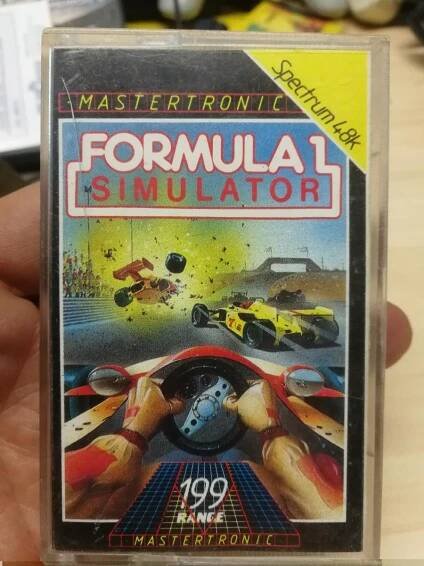 MASTERTRONIC
Spectrum 48k
FORMULA 1
SIMULATOR
199
RANGE
MASTERTRONIC